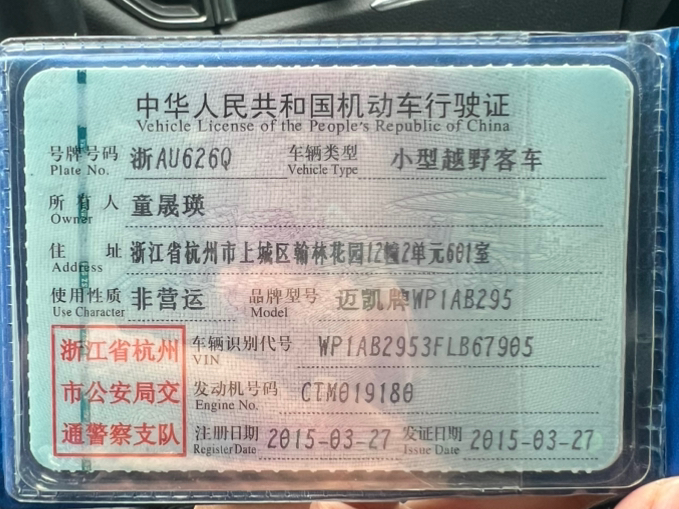 中华人民共和国机动车行驶证
Vehicle License of the People's Republic of China
号牌号码 浙AU626Q 车辆类型 小型越野客车
Plate No. Vehicle Type
所有人 童晟瑛
Owner
住址 浙江省杭州市上城区翰林花园12幢2单元601室
Address
使用性质 非营运 品牌型号 迈凯牌WP1AB295
Use Character Model
浙江省杭州
市公安局交
通警察支队
车辆识别代号 WP1AB2953FLB67905
VIN
发动机号码 CTM019180
Engine No.
注册日期 2015-03-27 发证日期 2015-03-27
Register Date Issue Date